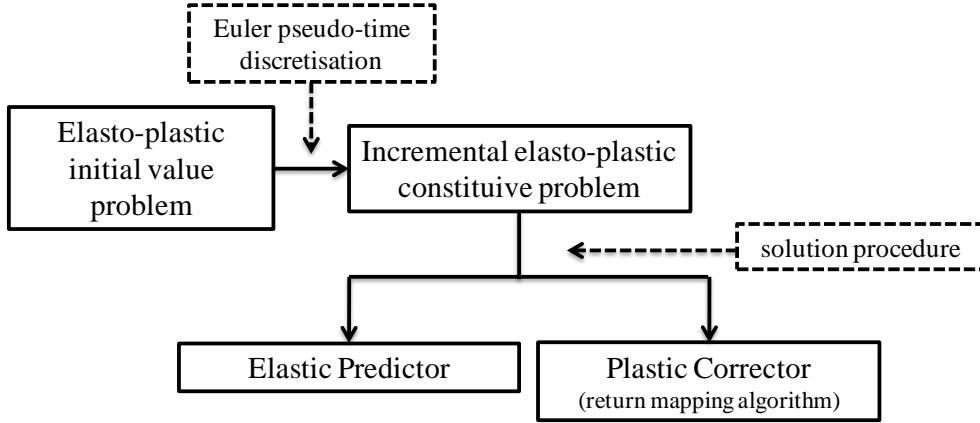 Euler pseudo-time
discretisation
Elasto-plastic
initial value
problem
Incremental elasto-plastic
constituive problem
solution procedure
Elastic Predictor
Plastic Corrector
(return mapping algorithm)